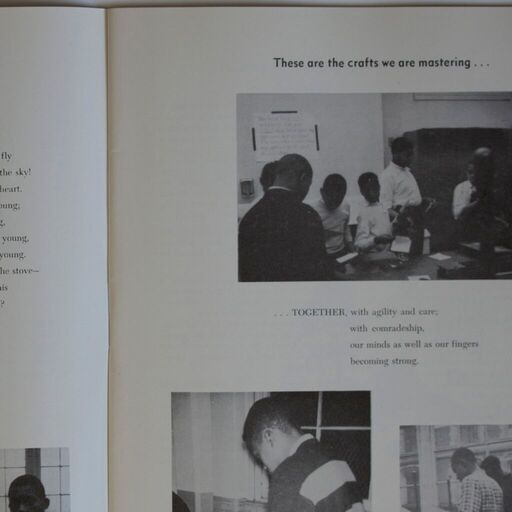 fly
the sky!
heart.
ung;
g,
young,
young.
he stove—
is
?
These are the crafts we are mastering . . .
. . . TOGETHER, with agility and care;
with comradeship,
our minds as well as our fingers
becoming strong.